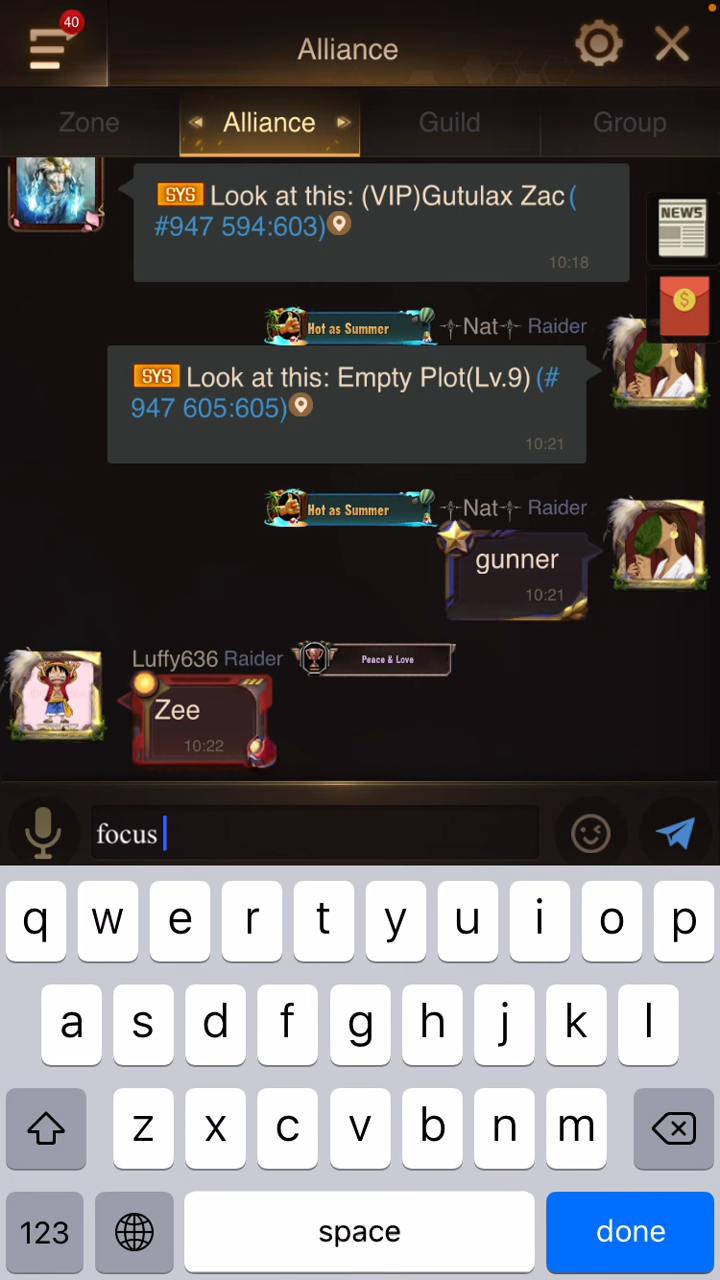 40
Alliance
Zone
Alliance
Guild
Group
SYS Look at this: (VIP)Gutulax Zac(
#947 594:603)
10:18
NEWS
$
Hot as Summer
Nat Raider
SYS Look at this: Empty Plot(Lv.9) (#
947 605:605)
10:21
Hot as Summer
Nat Raider
gunner
10:21
Luffy636 Raider
Peace & Love
Zee
10:22
focus
q w e r t y u i o p
a s d f g h j k l
z x c v b n m
123
space
done